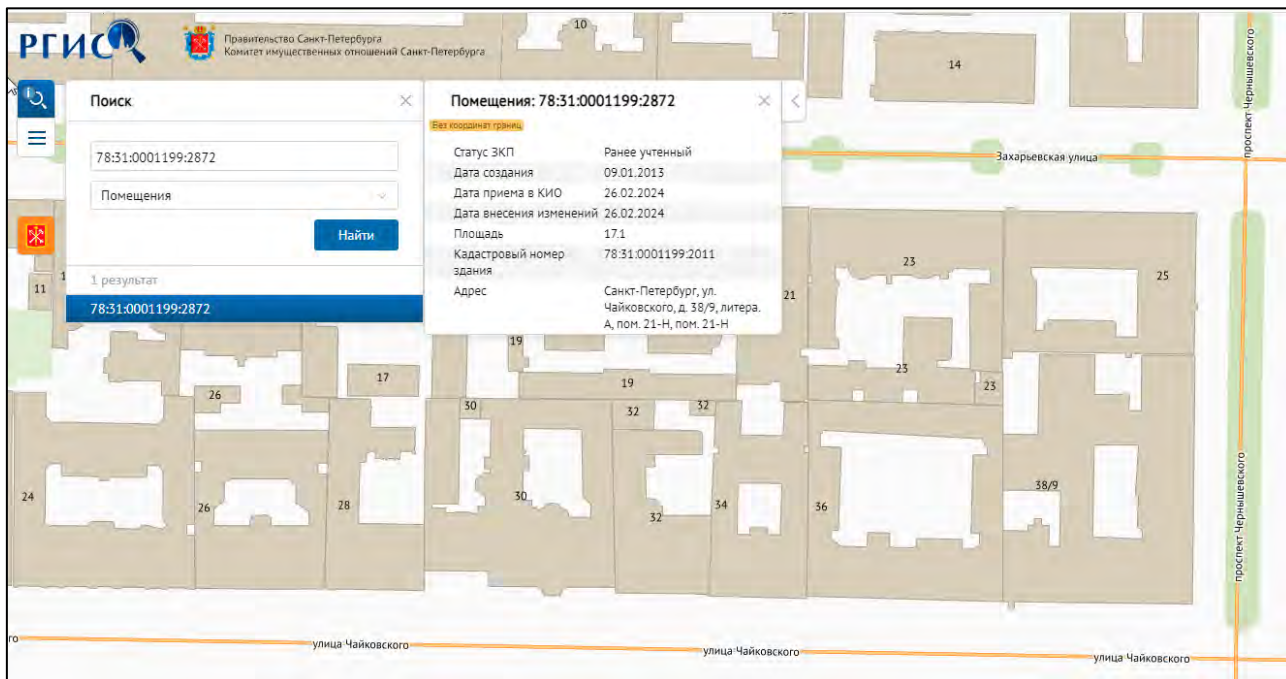 РГИС
Правительство Санкт-Петербурга
Комитет имущественных отношений Санкт-Петербурга
Поиск
78:31:0001199:2872
Помещения
Найти
1 результат
78:31:0001199:2872
Помещения: 78:31:0001199:2872
Без координат границ
Статус ЗКП Ранее учтенный
Дата создания 09.01.2013
Дата приема в КИО 26.02.2024
Дата внесения изменений 26.02.2024
Площадь 17.1
Кадастровый номер здания 78:31:0001199:2011
Адрес Санкт-Петербург, ул.
Чайковского, д. 38/9, литера.
А, пом. 21-Н, пом. 21-Н
10
14
Захарьевская улица
проспект Чернышевского
11
21
23
25
19
17
19
23
23
26
30
32
32
24
26
28
30
32
34
36
38/9
проспект Чернышевского
улица Чайковского
улица Чайковского
улица Чайковского